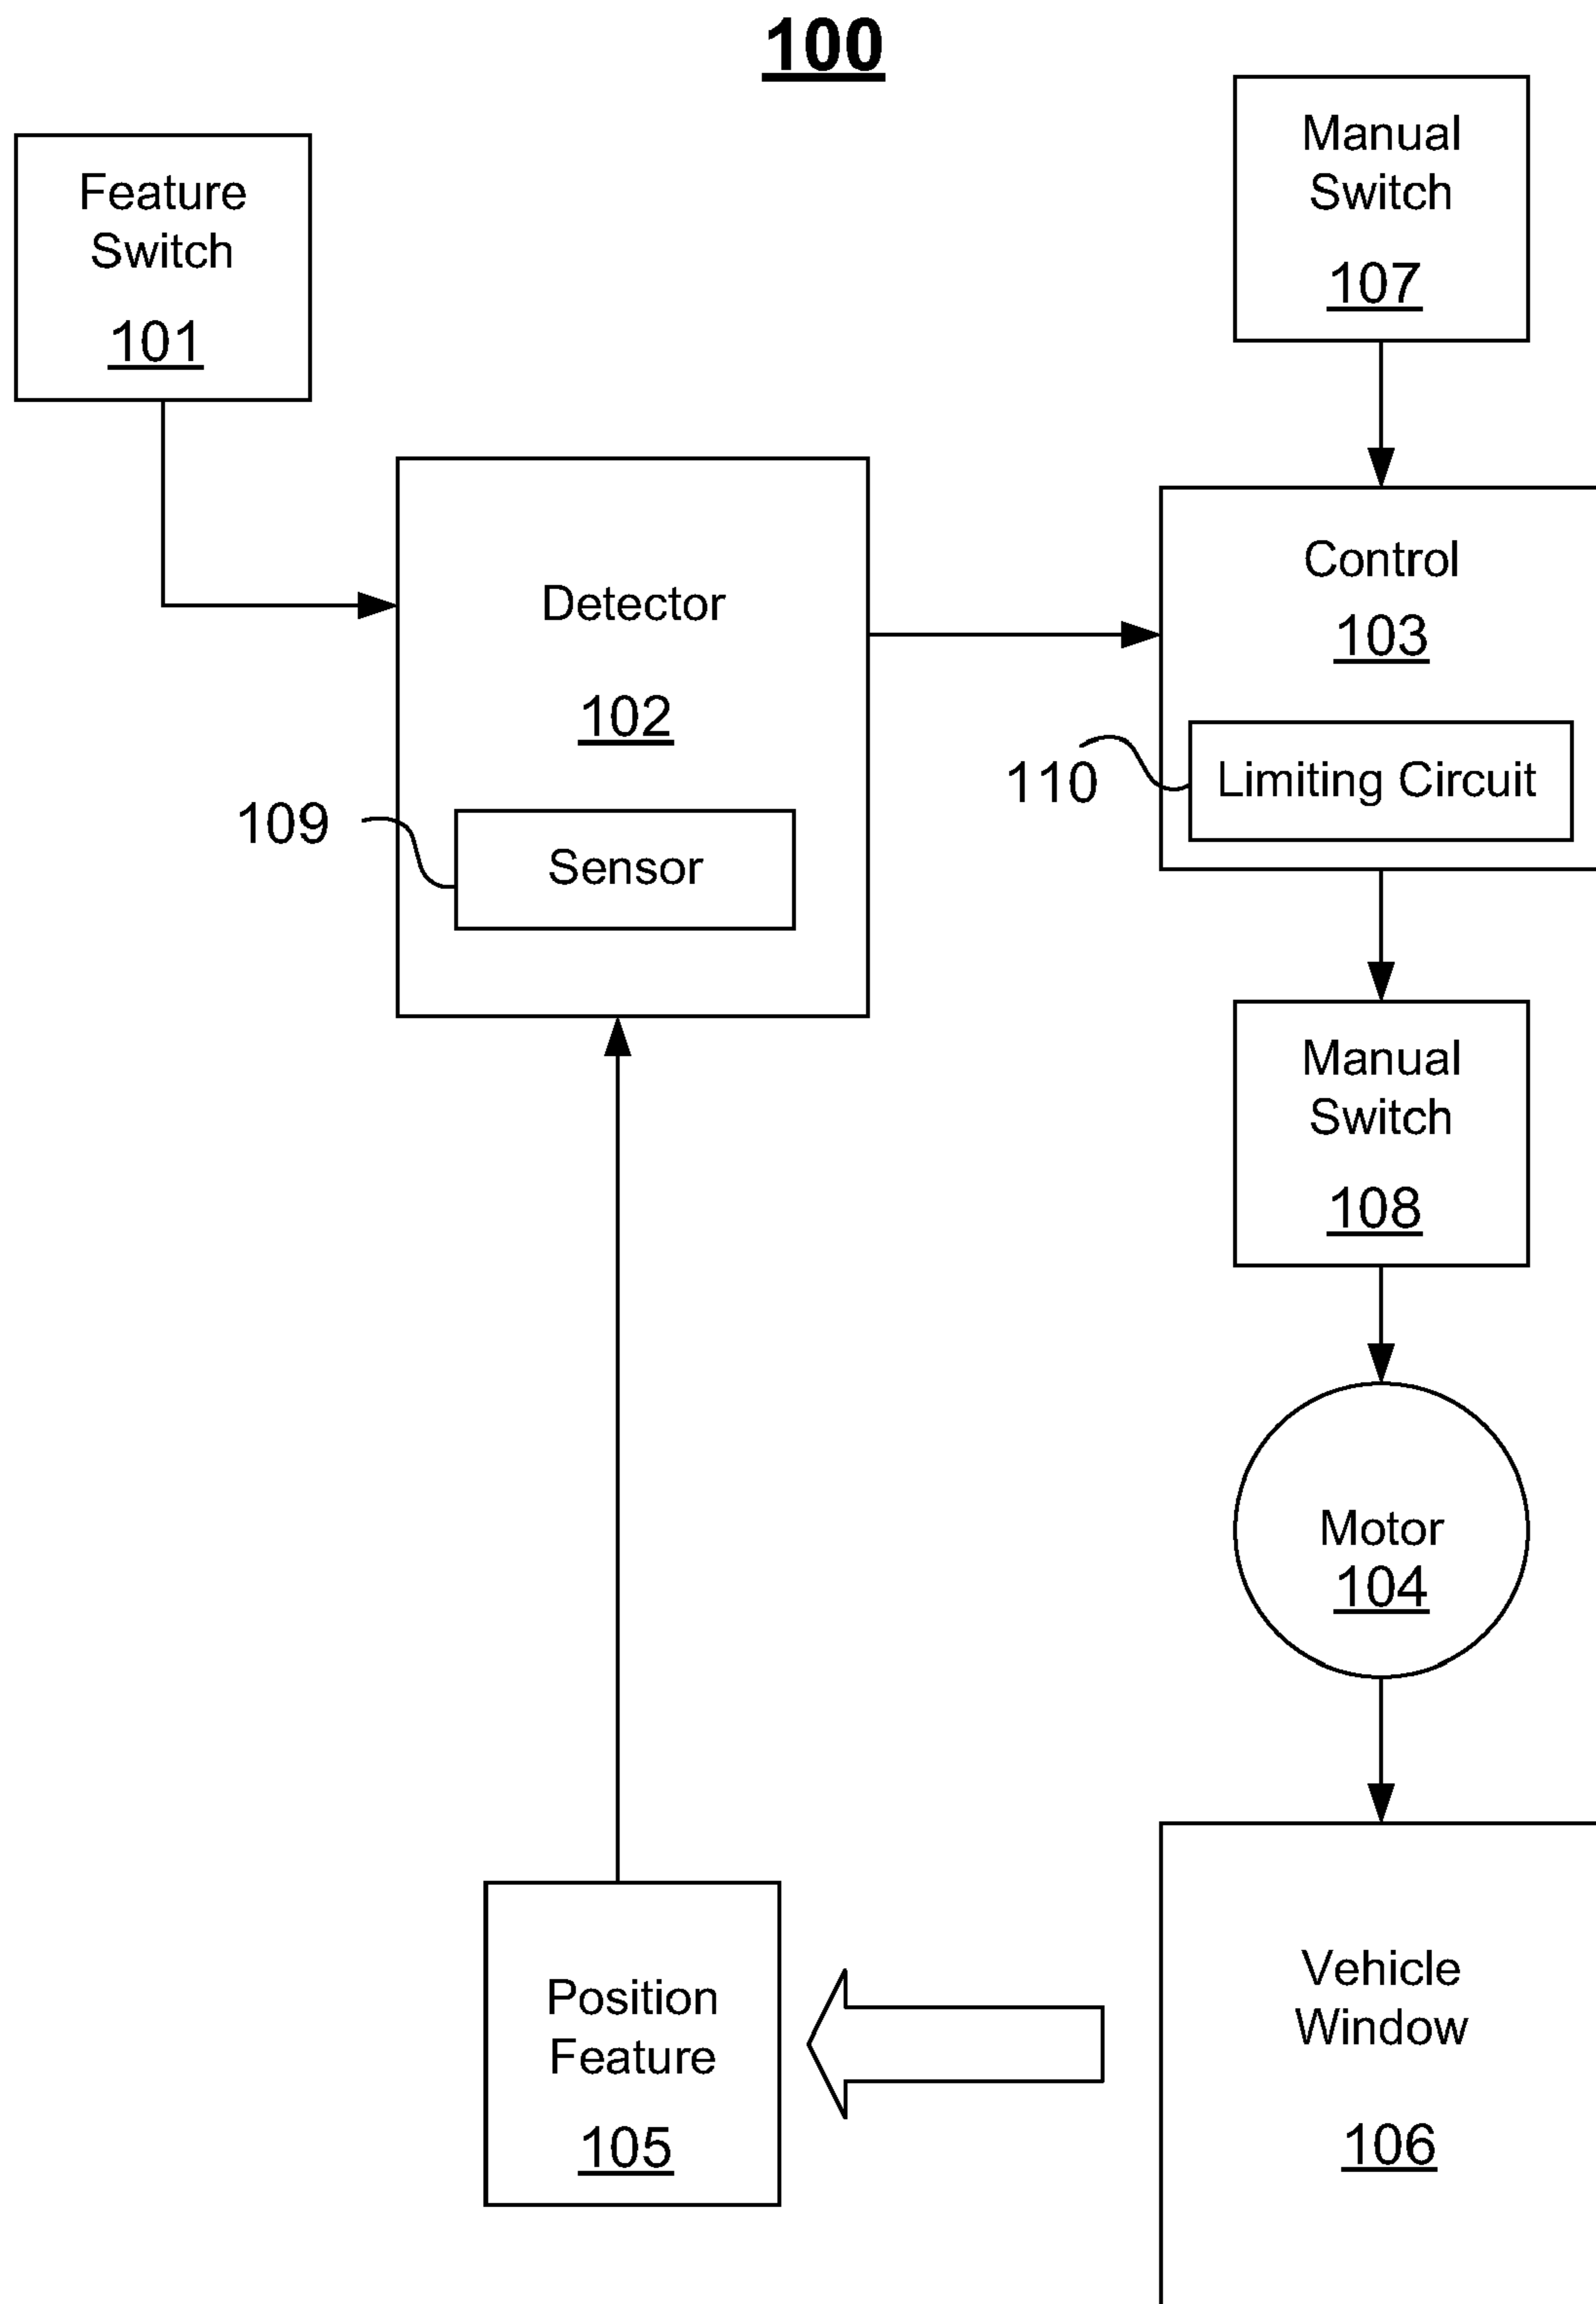 100
Manual
Switch
107
Feature
Switch
101
Detector
102
109
Sensor
Control
103
110
Limiting Circuit
Manual
Switch
108
Motor
104
Position
Feature
105
Vehicle
Window
106